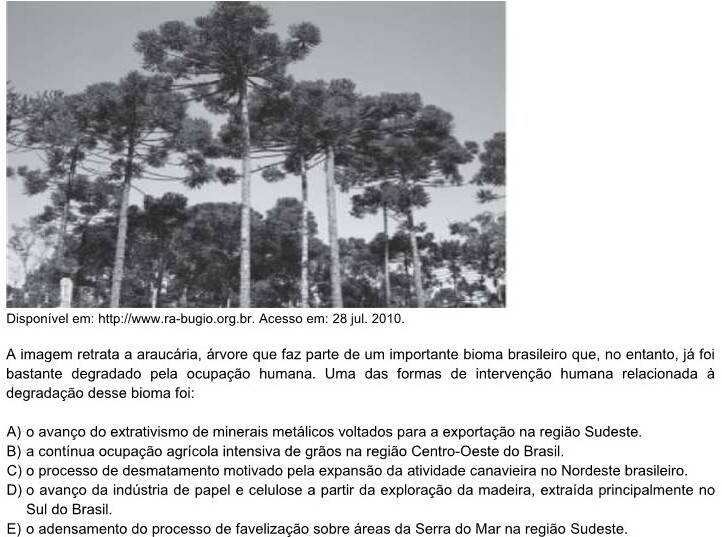 Disponível em: http://www.ra-bugio.org.br. Acesso em: 28 jul. 2010.
A imagem retrata a araucária, árvore que faz parte de um importante bioma brasileiro que, no entanto, já foi
bastante degradado pela ocupação humana. Uma das formas de intervenção humana relacionada à
degradação desse bioma foi:
A) o avanço do extrativismo de minerais metálicos voltados para a exportação na região Sudeste.
B) a contínua ocupação agrícola intensiva de grãos na região Centro-Oeste do Brasil.
C) o processo de desmatamento motivado pela expansão da atividade canavieira no Nordeste brasileiro.
D) o avanço da indústria de papel e celulose a partir da exploração da madeira, extraída principalmente no
Sul do Brasil.
E) o adensamento do processo de favelização sobre áreas da Serra do Mar na região Sudeste.